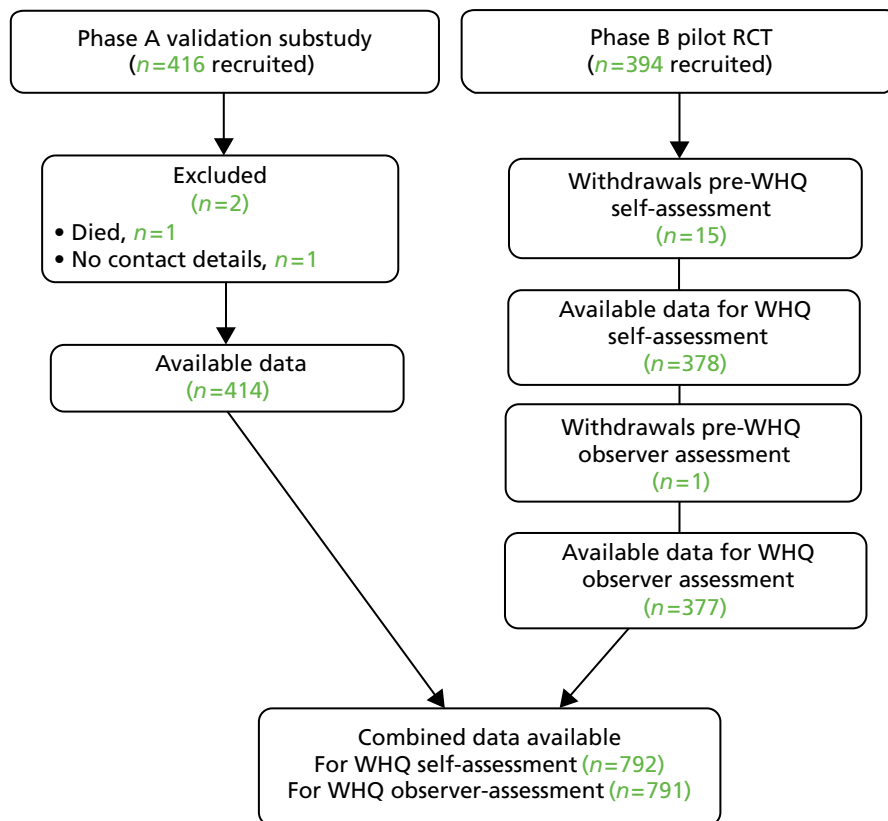 Phase A validation substudy
(n=416 recruited)
Excluded
(n=2)
• Died, n=1
• No contact details, n=1
Available data
(n=414)
Phase B pilot RCT
(n=394 recruited)
Withdrawals pre-WHQ
self-assessment
(n=15)
Available data for WHQ
self-assessment
(n=378)
Withdrawals pre-WHQ
observer assessment
(n=1)
Available data for WHQ
observer assessment
(n=377)
Combined data available
For WHQ self-assessment (n=792)
For WHQ observer-assessment (n=791)